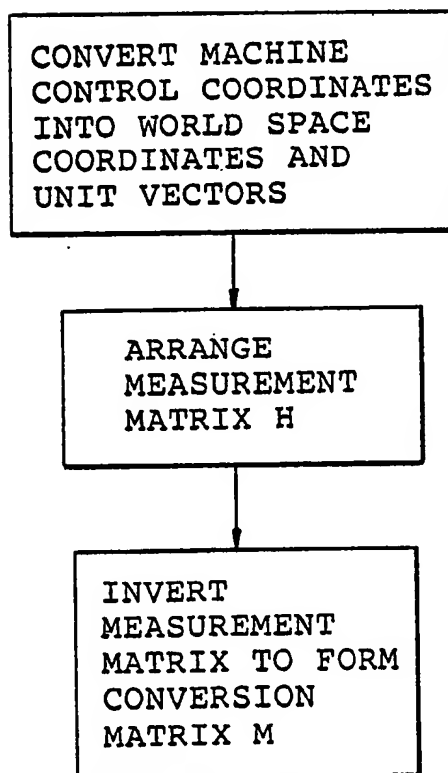 CONVERT MACHINE
CONTROL COORDINATES
INTO WORLD SPACE
COORDINATES AND
UNIT VECTORS
ARRANGE
MEASUREMENT
MATRIX H
INVERT
MEASUREMENT
MATRIX TO FORM
CONVERSION
MATRIX M